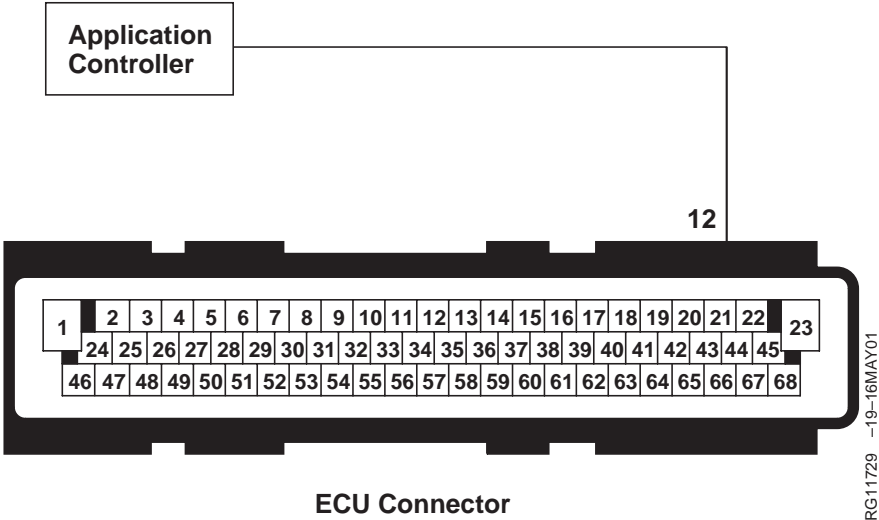 Application
Controller
12
1 2 3 4 5 6 7 8 9 10 11 12 13 14 15 16 17 18 19 20 21 22 23
24 25 26 27 28 29 30 31 32 33 34 35 36 37 38 39 40 41 42 43 44 45
46 47 48 49 50 51 52 53 54 55 56 57 58 59 60 61 62 63 64 65 66 67 68
ECU Connector
RG11729 –19–16MAY01